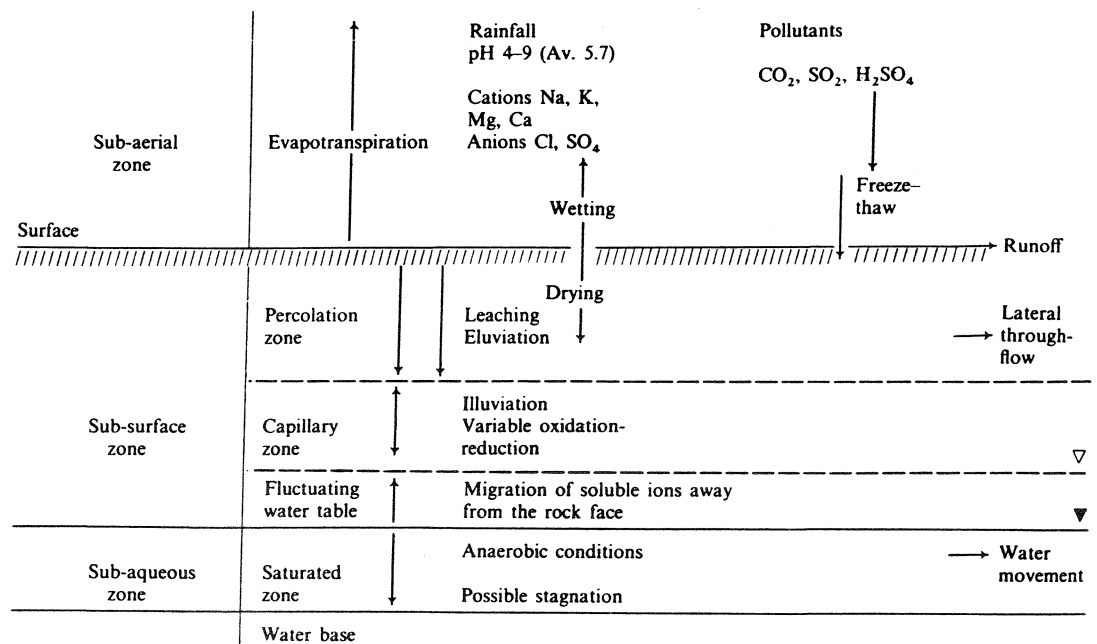 Rainfall
pH 4–9 (Av. 5.7)
Pollutants
CO₂, SO₂, H₂SO₄
Cations Na, K,
Mg, Ca
Anions Cl, SO₄
Sub-aerial
zone
Evapotranspiration
Wetting
Freeze–
thaw
Surface
Runoff
Drying
Percolation
zone
Leaching
Eluviation
Lateral
through-
flow
Sub-surface
zone
Capillary
zone
Illuviation
Variable oxidation-
reduction
Fluctuating
water table
Migration of soluble ions away
from the rock face
Sub-aqueous
zone
Saturated
zone
Anaerobic conditions
Possible stagnation
Water
movement
Water base